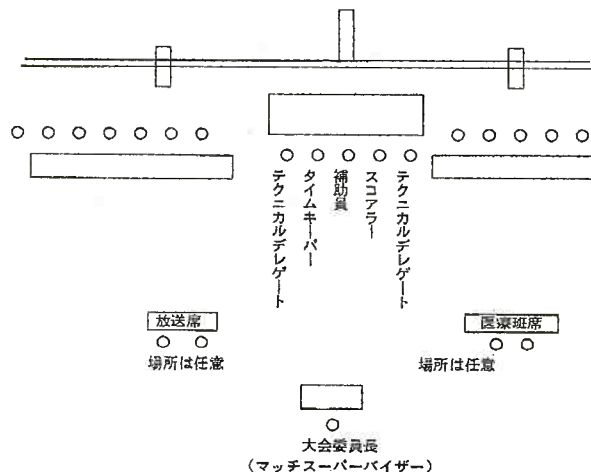 テクニカルデレゲート
タイムキーパー
補助員
スコアラー
テクニカルデレゲート
放送席
場所は任意
医療班席
場所は任意
大会委員長
(マッチスーパーバイザー)